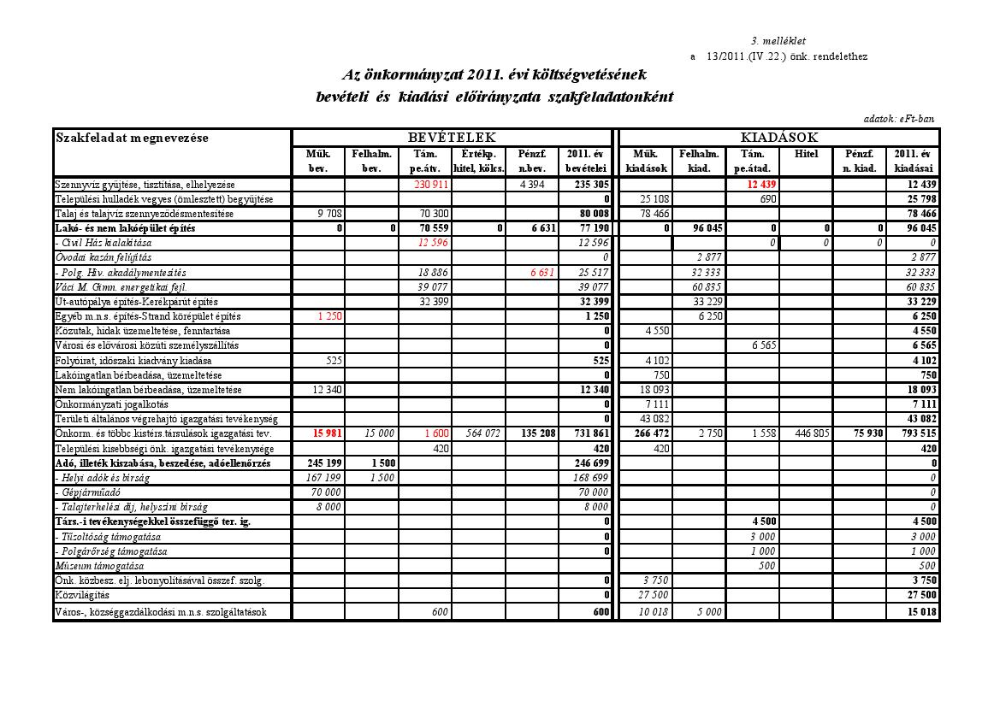 3. melléklet
a 13/2011.(IV.22.) önk. rendelethez
Az önkormányzat 2011. évi költségvetésének
bevételi és kiadási előirányzata szakfeladatonként
adatok: eFt-ban
Szakfeladat megnevezése BEVÉTELEK KIADÁSOK
Műk. Felhalm. Tám. Értékp. Pénzf. 2011. év Műk. Felhalm. Tám. Hitel Pénzf. 2011. év
bev. bev. pe.átv. hitel, kölcs. n.bev. bevételei kiadások kiad. pe.átad. n. kiad. kiadásai
Szennyvíz gyűjtése, tisztítása, elhelyezése 230 911 4 394 235 305 12 439 12 439
Települési hulladék vegyes (ömlesztett) begyűjtése 0 25 108 690 25 798
Talaj és talajvíz szennyeződésmentesítése 9 708 70 300 80 008 78 466 78 466
Lakó- és nem lakóépület építés 0 0 70 559 0 6 631 77 190 0 96 045 0 0 0 96 045
- Civil Ház kialakítása 12 596 12 596 0 0 0 0
Óvodai kazán felújítás 0 2 877 2 877
- Polg. Hiv. akadálymentesítés 18 886 6 631 25 517 32 333 32 333
Váci M. Gimn. energetikai fejl. 39 077 39 077 60 835 60 835
Út-autópálya építés-Kerékpárút építés 32 399 32 399 33 229 33 229
Egyéb m.n.s. építés-Strand körépület építés 1 250 1 250 6 250 6 250
Közutak, hidak üzemeltetése, fenntartása 0 4 550 4 550
Városi és elővárosi közúti személyszállítás 0 6 565 6 565
Folyóirat, időszaki kiadvány kiadása 525 525 4 102 4 102
Lakóingatlan bérbeadása, üzemeltetése 0 750 750
Nem lakóingatlan bérbeadása, üzemeltetése 12 340 12 340 18 093 18 093
Önkormányzati jogalkotás 0 7 111 7 111
Területi általános végrehajtó igazgatási tevékenység 0 43 082 43 082
Önkorm. és többc.kistérs.társulások igazgatási tev. 15 981 15 000 1 600 564 072 135 208 731 861 266 472 2 750 1 558 446 805 75 930 793 515
Települési kisebbségi önk. igazgatási tevékenysége 420 420 420 420
Adó, illeték kiszabása, beszedése, adóellenőrzés 245 199 1 500 246 699 0
- Helyi adók és bírság 167 199 1 500 168 699 0
- Gépjárműadó 70 000 70 000 0
- Talajterhelési díj, helyszíni bírság 8 000 8 000 0
Társ.-i tevékenységekkel összefüggő ter. ig. 0 4 500 4 500
- Tűzoltóság támogatása 0 3 000 3 000
- Polgárőrség támogatása 0 1 000 1 000
Múzeum támogatása 500 500
Önk. közbesz. elj. lebonyolításával összef. szolg. 0 3 750 3 750
Közvilágítás 0 27 500 27 500
Város-, községgazdálkodási m.n.s. szolgáltatások 600 600 10 018 5 000 15 018